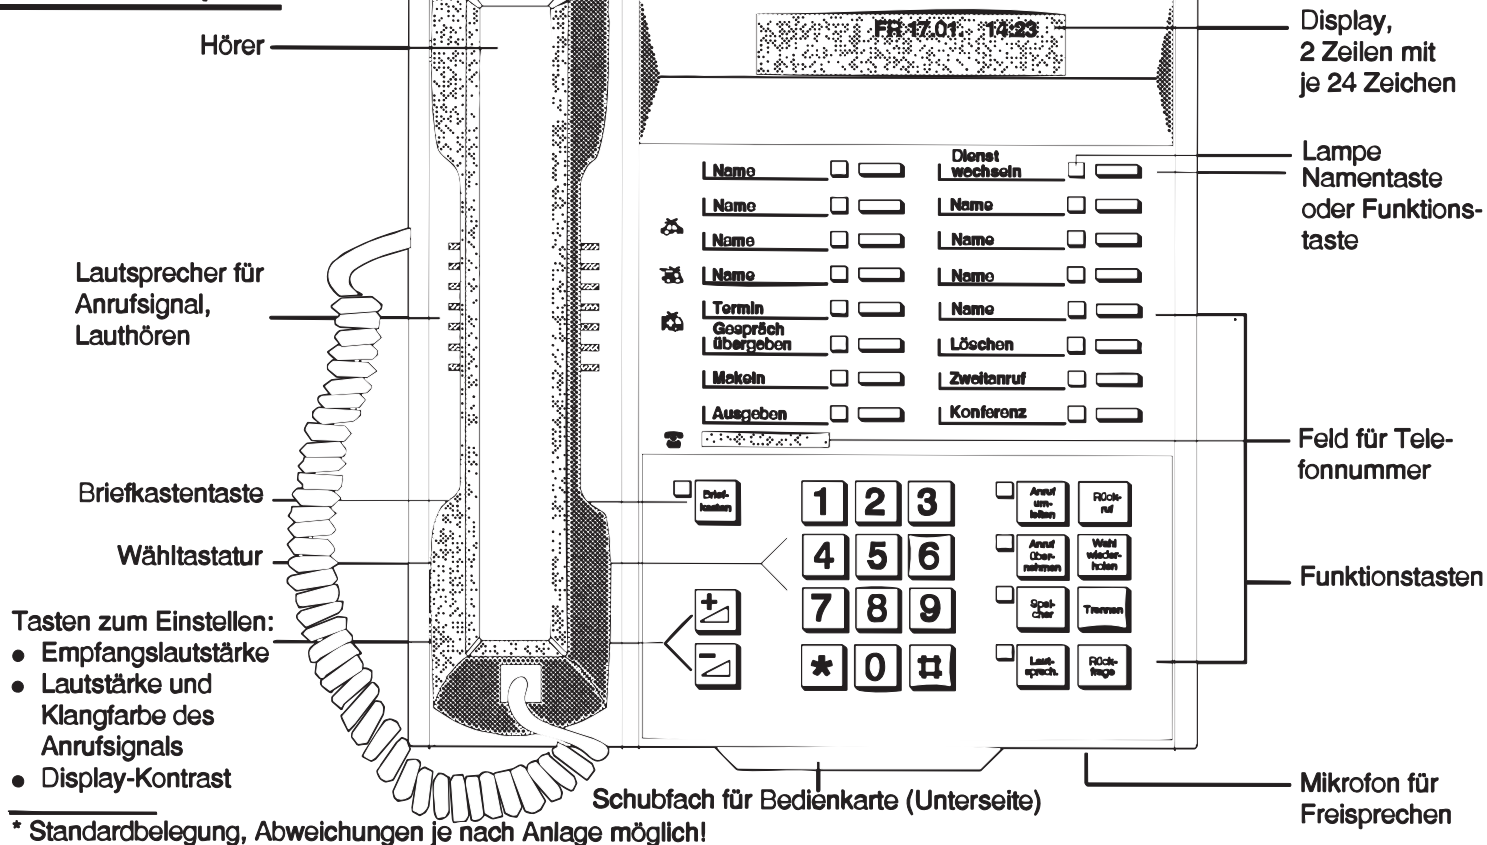 Hörer
FR 17.01. 14:23
Display,
2 Zeilen mit
je 24 Zeichen
Lampe
Namentaste
oder Funktions-
taste
Name
Dienst
wechseln
Name
Name
Name
Name
Name
Name
Termin
Name
Gespräch
übergeben
Löschen
Makeln
Zweitanruf
Ausgeben
Konferenz
Lautsprecher für
Anrufsignal,
Lauthören
Feld für Tele-
fonnummer
Briefkastentaste
Brief-
kasten
1 2 3
Anruf
um-
leiten
Rück-
ruf
Wähltastatur
4 5 6
Anruf
über-
nehmen
Wahl
wieder-
holen
Funktionstasten
Tasten zum Einstellen:
• Empfangslautstärke
• Lautstärke und
Klangfarbe des
Anrufsignals
• Display-Kontrast
+
−
7 8 9
Spei-
cher
Trennen
* 0 #
Laut-
sprech.
Rück-
frage
Mikrofon für
Freisprechen
Schubfach für Bedienkarte (Unterseite)
* Standardbelegung, Abweichungen je nach Anlage möglich!